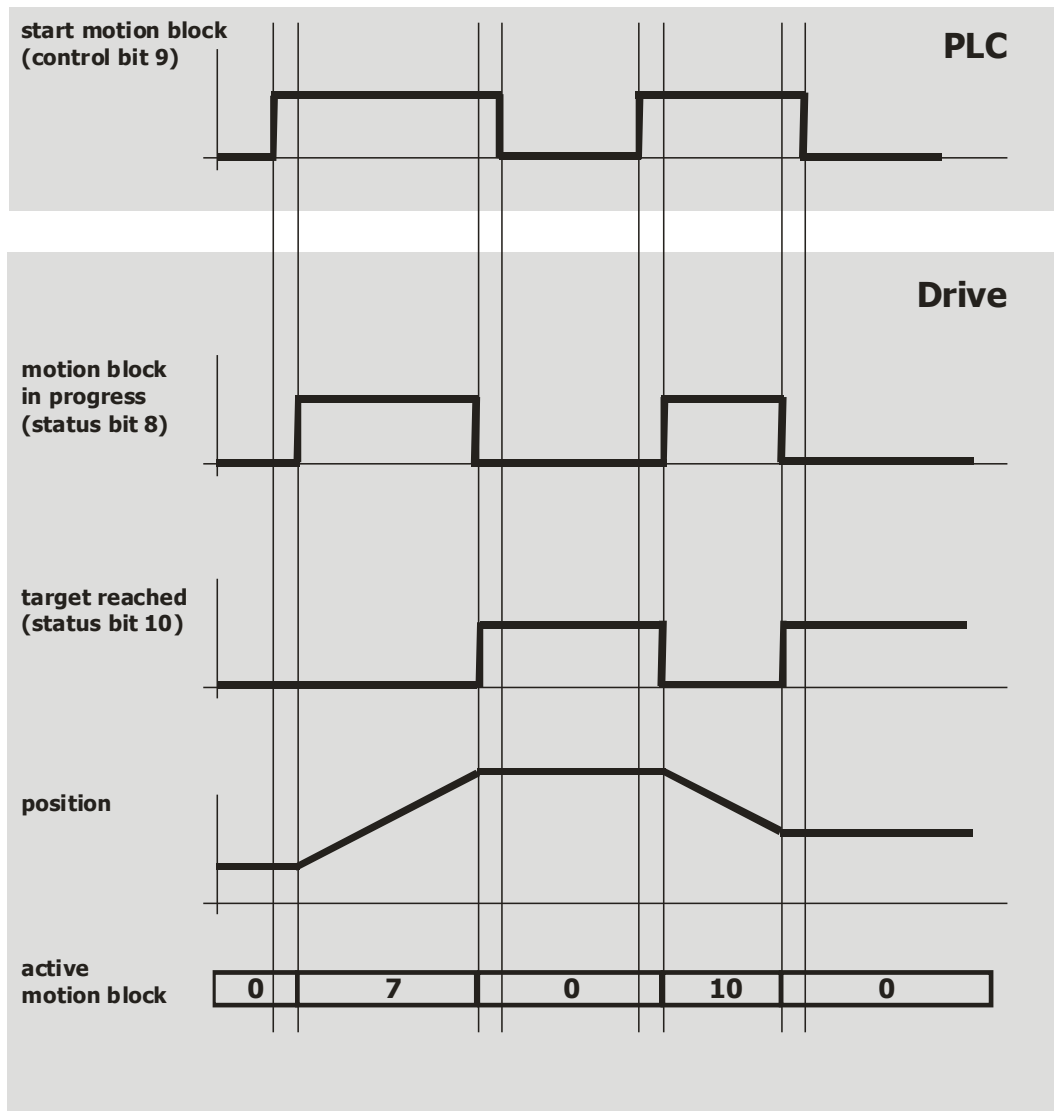 start motion block
(control bit 9)
PLC
Drive
motion block
in progress
(status bit 8)
target reached
(status bit 10)
position
active
motion block
0 7 0 10 0